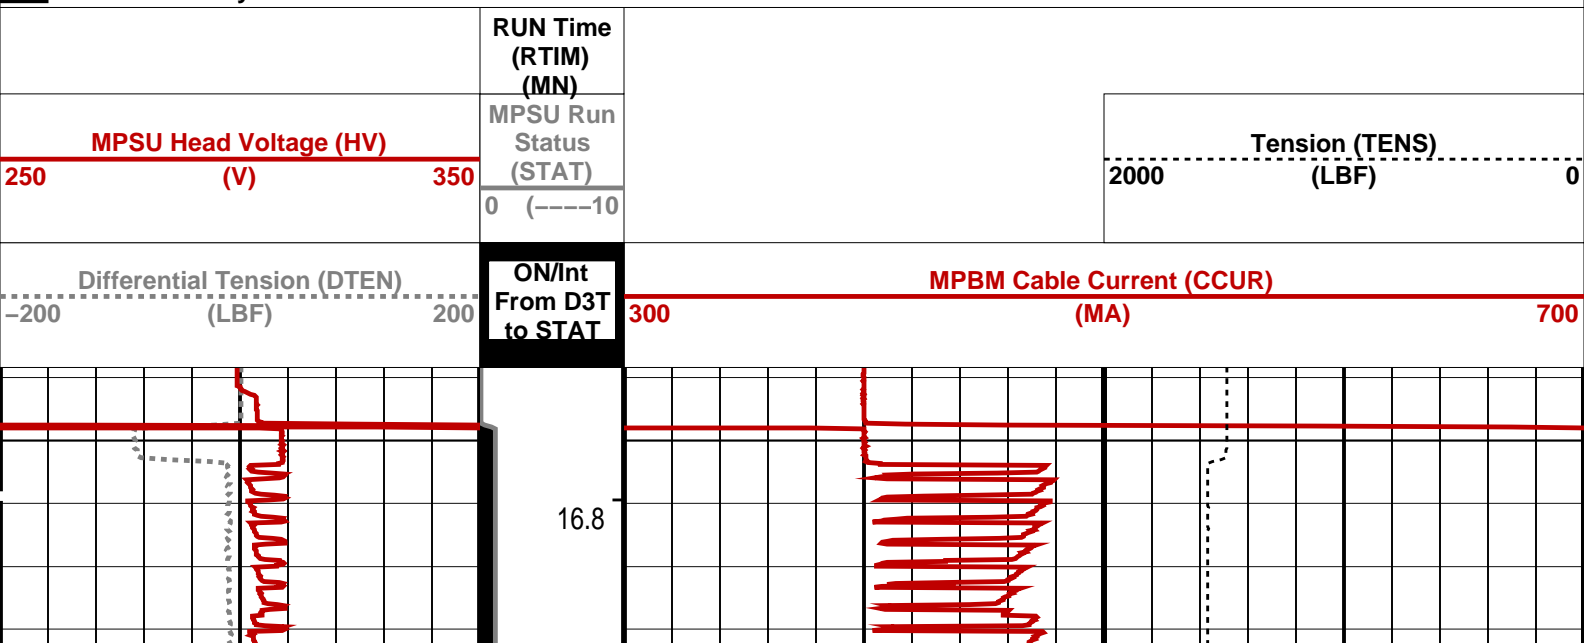 RUN Time
(RTIM)
(MN)
MPSU Head Voltage (HV)
250 (V) 350
MPSU Run
Status
(STAT)
0 (----10
Tension (TENS)
2000 (LBF) 0
Differential Tension (DTEN)
−200 (LBF) 200
ON/Int
From D3T
to STAT
MPBM Cable Current (CCUR)
300 (MA) 700
16.8